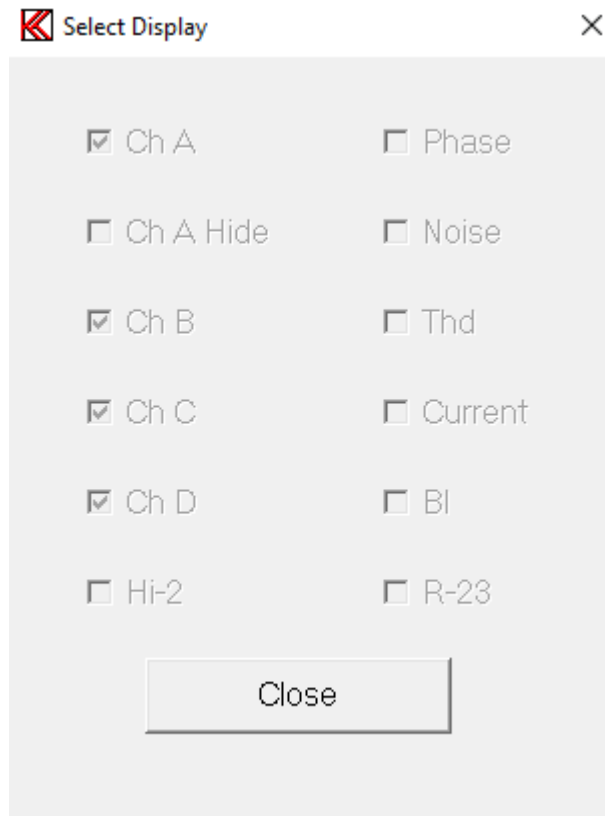 Select Display
Ch A
Phase
Ch A Hide
Noise
Ch B
Thd
Ch C
Current
Ch D
Bl
Hi-2
R-23
Close